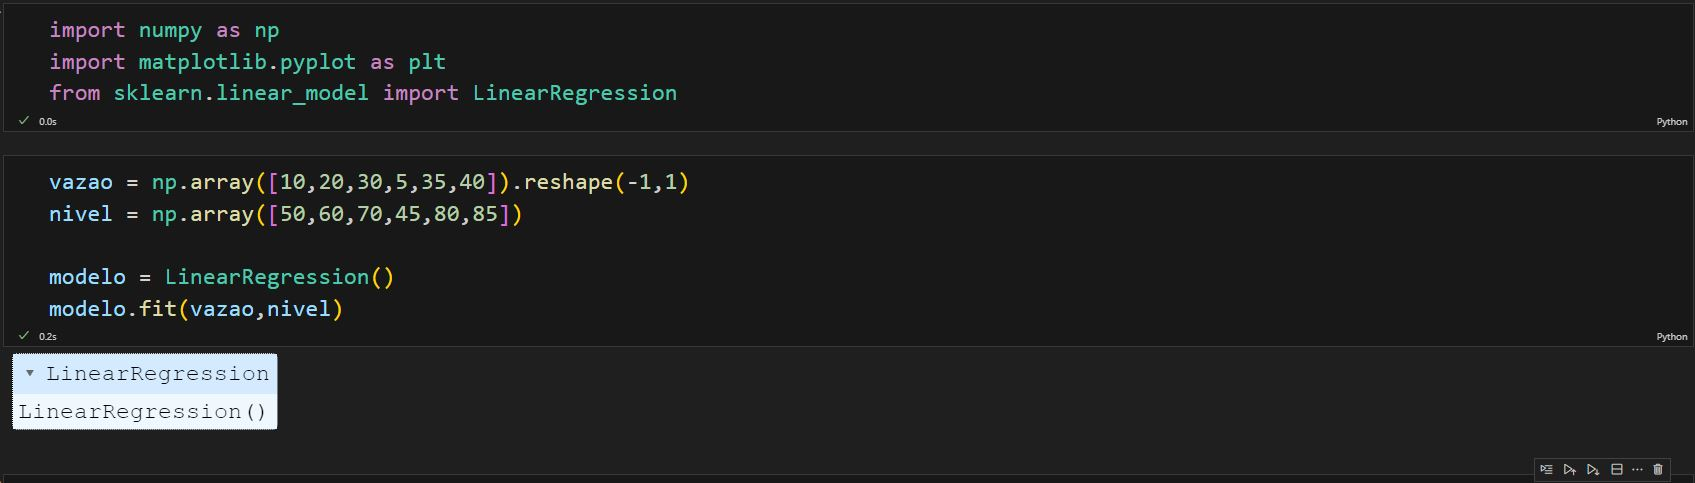 import numpy as np
import matplotlib.pyplot as plt
from sklearn.linear_model import LinearRegression
0.0s
Python
vazao = np.array([10,20,30,5,35,40]).reshape(-1,1)
nivel = np.array([50,60,70,45,80,85])
modelo = LinearRegression()
modelo.fit(vazao,nivel)
0.2s
Python
LinearRegression
LinearRegression()